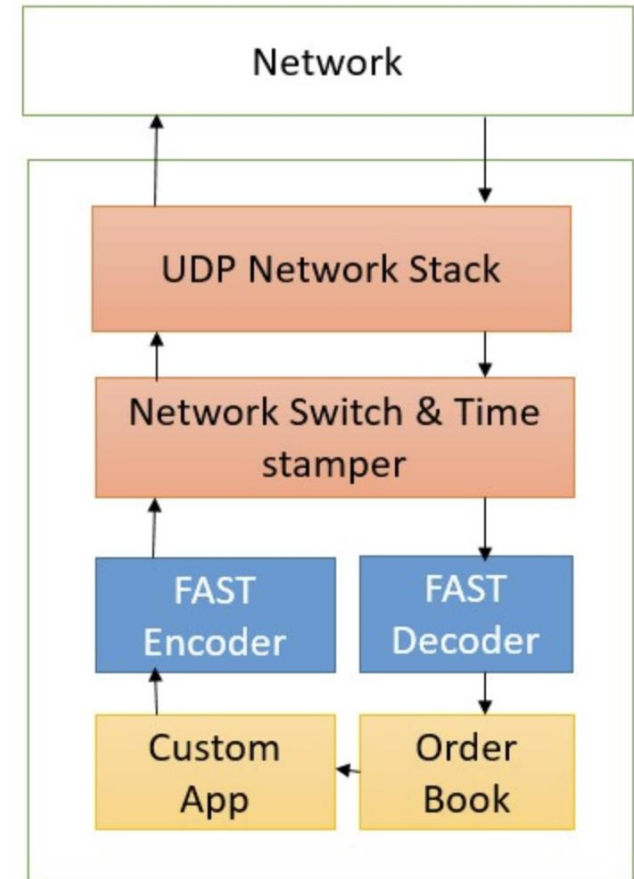 Network
UDP Network Stack
Network Switch & Time
stamper
FAST
Encoder
FAST
Decoder
Custom
App
Order
Book